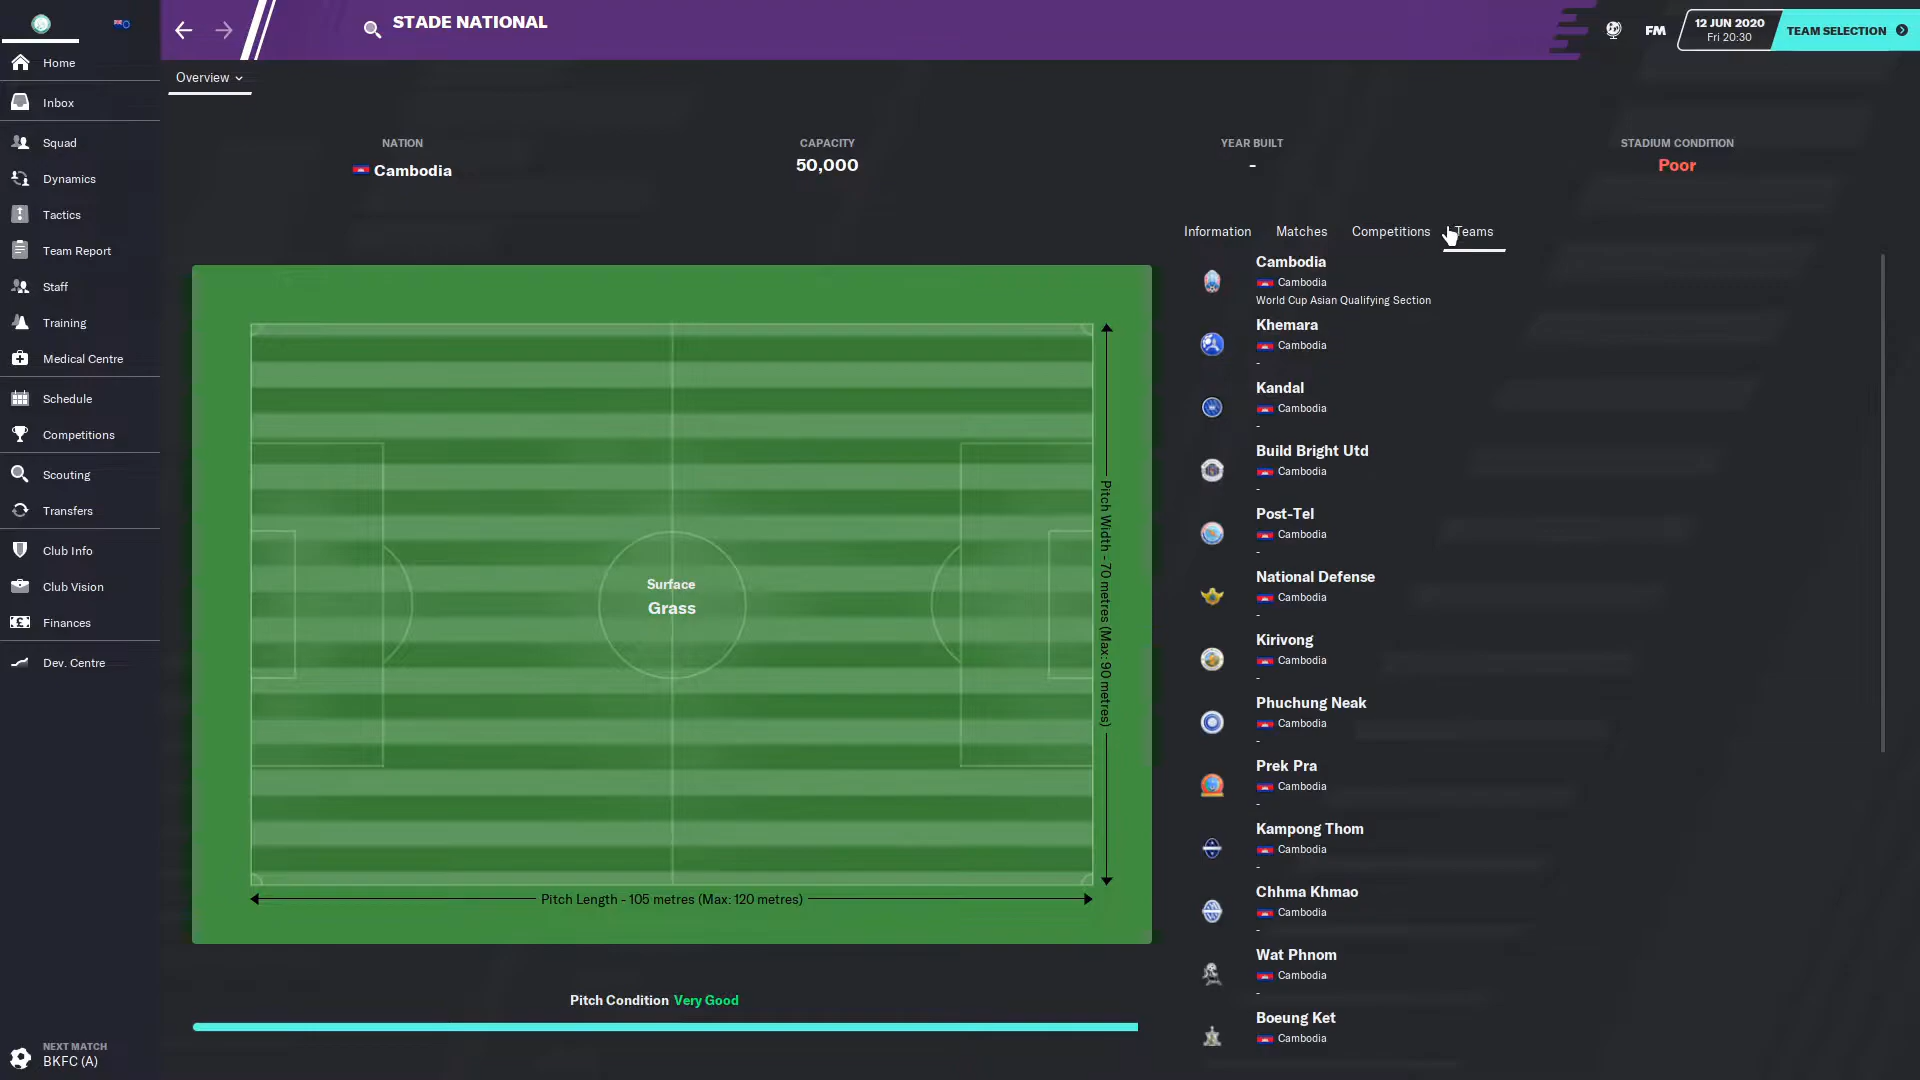 STADE NATIONAL
FM
12 JUN 2020
Fri 20:30
TEAM SELECTION
Home
Inbox
Squad
Dynamics
Tactics
Team Report
Staff
Training
Medical Centre
Schedule
Competitions
Scouting
Transfers
Club Info
Club Vision
Finances
Dev. Centre
NEXT MATCH
BKFC (A)
Overview
NATION
Cambodia
CAPACITY
50,000
YEAR BUILT
-
STADIUM CONDITION
Poor
Surface
Grass
Pitch Width - 70 metres (Max: 90 metres)
Pitch Length - 105 metres (Max: 120 metres)
Pitch Condition Very Good
Information Matches Competitions Teams
Cambodia
Cambodia
World Cup Asian Qualifying Section
Khemara
Cambodia
-
Kandal
Cambodia
-
Build Bright Utd
Cambodia
-
Post-Tel
Cambodia
-
National Defense
Cambodia
-
Kirivong
Cambodia
-
Phuchung Neak
Cambodia
-
Prek Pra
Cambodia
-
Kampong Thom
Cambodia
-
Chhma Khmao
Cambodia
-
Wat Phnom
Cambodia
-
Boeung Ket
Cambodia